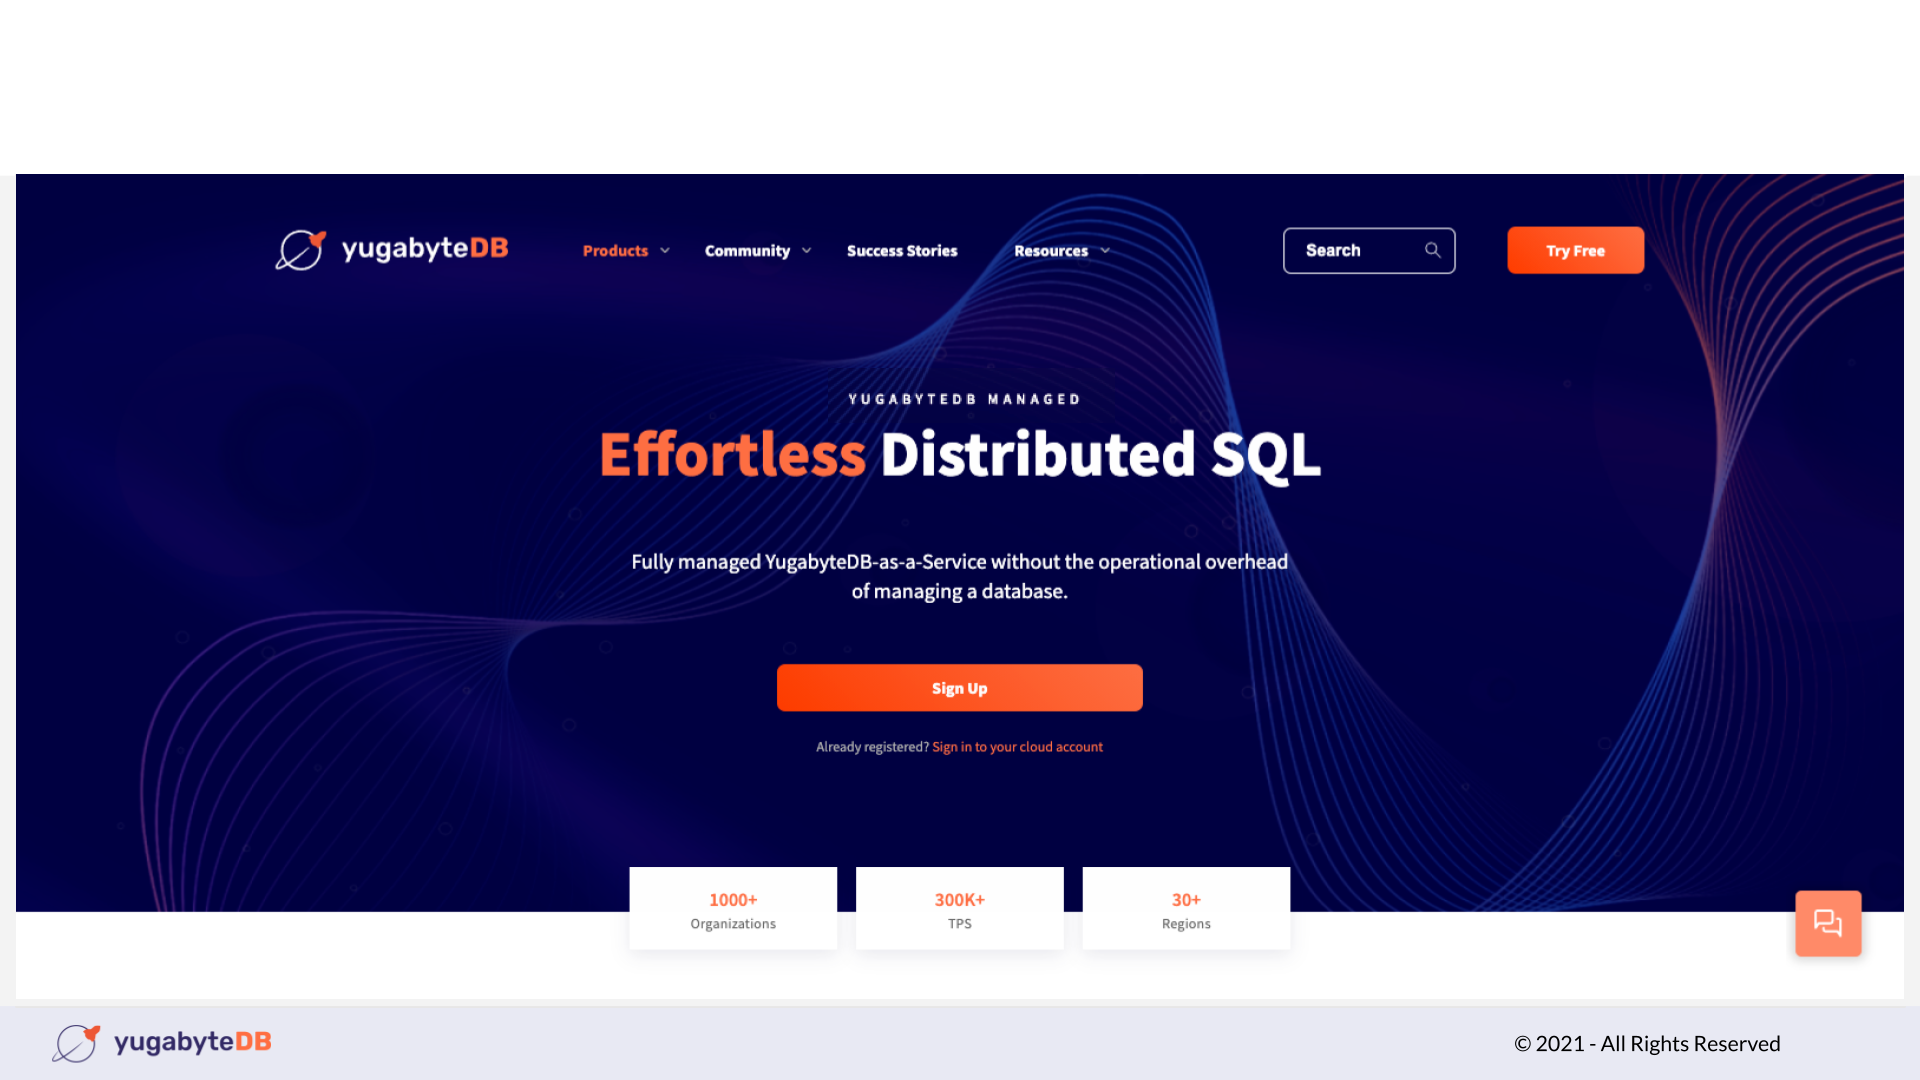 yugabyteDB
Products
Community
Success Stories
Resources
Search
Try Free
YUGABYTEDB MANAGED
Effortless Distributed SQL
Fully managed YugabyteDB-as-a-Service without the operational overhead
of managing a database.
Sign Up
Already registered? Sign in to your cloud account
1000+
Organizations
300K+
TPS
30+
Regions
yugabyteDB
© 2021 - All Rights Reserved